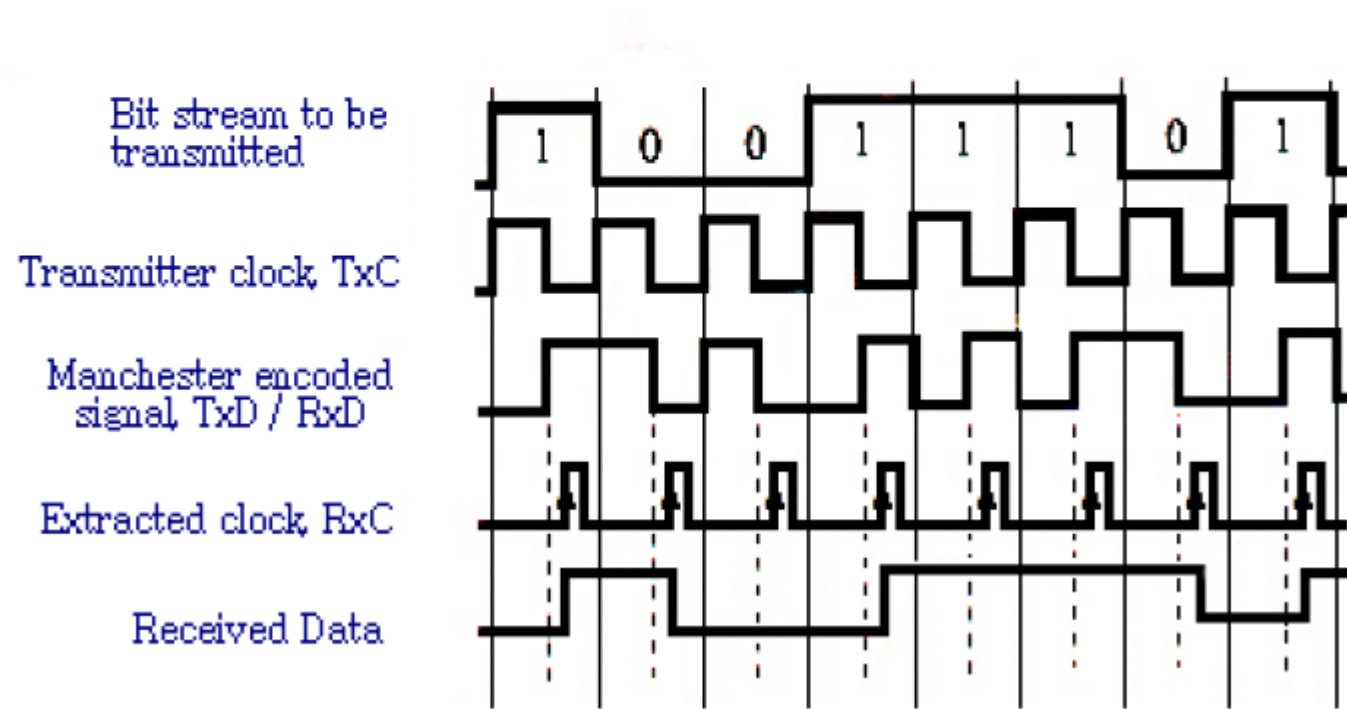 Bit stream to be
transmitted
1 0 0 1 1 1 0 1
Transmitter clock, TxC
Manchester encoded
signal, TxD / RxD
Extracted clock, RxC
Received Data